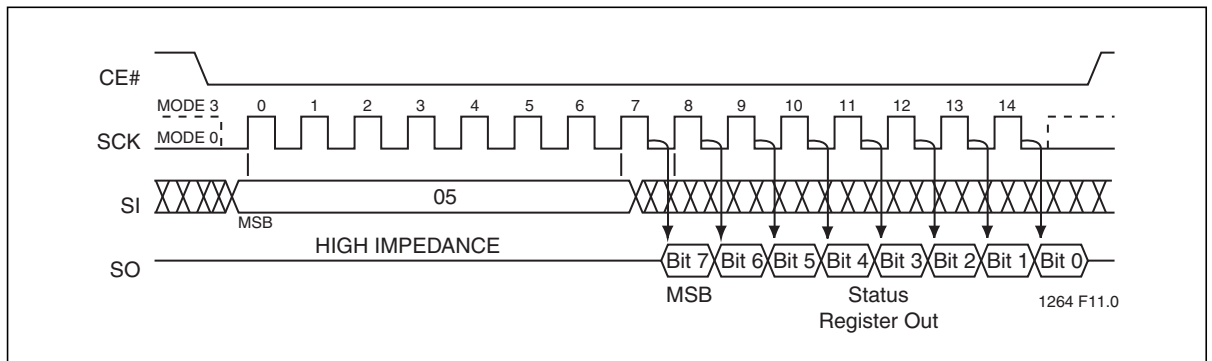 CE#
MODE 3 0 1 2 3 4 5 6 7 8 9 10 11 12 13 14
SCK MODE 0
SI 05
MSB
HIGH IMPEDANCE
SO Bit 7 Bit 6 Bit 5 Bit 4 Bit 3 Bit 2 Bit 1 Bit 0
MSB Status
Register Out
1264 F11.0